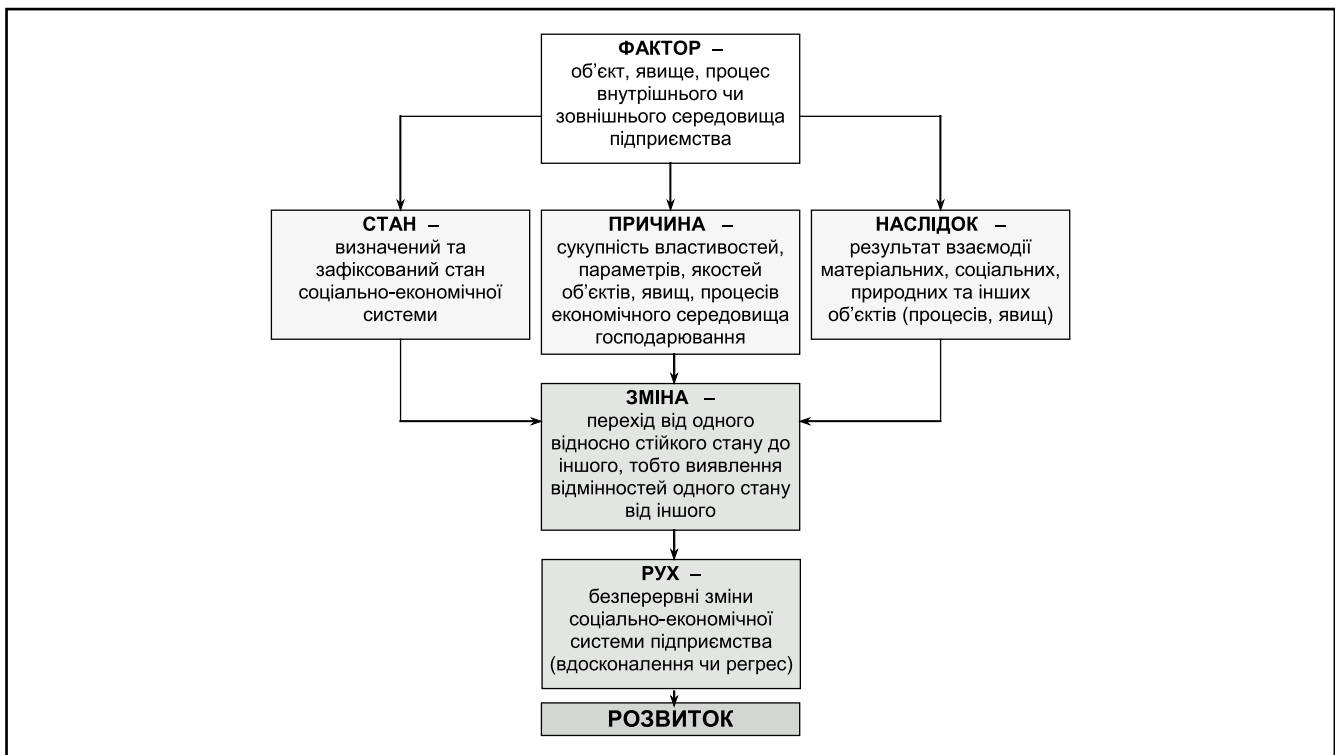 ФАКТОР –
об’єкт, явище, процес
внутрішнього чи
зовнішнього середовища
підприємства
СТАН –
визначений та
зафіксований стан
соціально-економічної
системи
ПРИЧИНА –
сукупність властивостей,
параметрів, якостей
об’єктів, явищ, процесів
економічного середовища
господарювання
НАСЛІДОК –
результат взаємодії
матеріальних, соціальних,
природних та інших
об’єктів (процесів, явищ)
ЗМІНА –
перехід від одного
відносно стійкого стану до
іншого, тобто виявлення
відмінностей одного стану
від іншого
РУХ –
безперервні зміни
соціально-економічної
системи підприємства
(вдосконалення чи регрес)
РОЗВИТОК